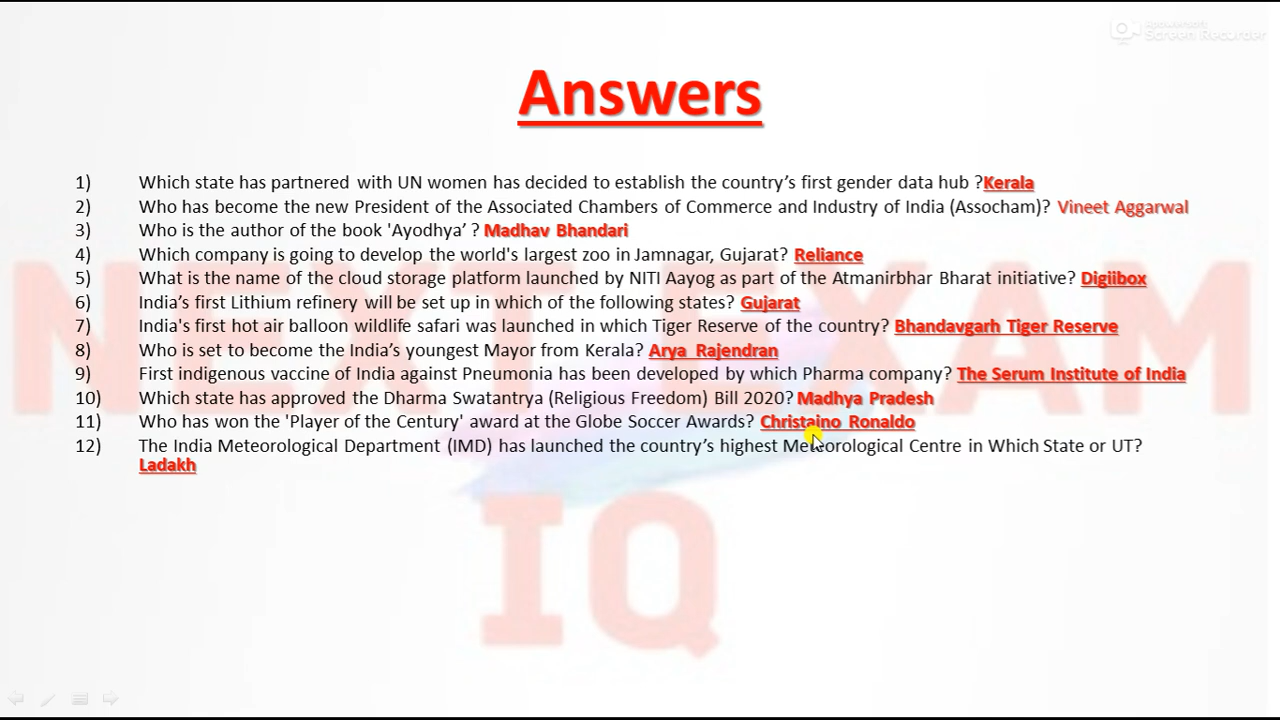 Apowersoft
Screen Recorder
Answers
1) Which state has partnered with UN women has decided to establish the country’s first gender data hub ?Kerala
2) Who has become the new President of the Associated Chambers of Commerce and Industry of India (Assocham)? Vineet Aggarwal
3) Who is the author of the book 'Ayodhya’ ? Madhav Bhandari
4) Which company is going to develop the world's largest zoo in Jamnagar, Gujarat? Reliance
5) What is the name of the cloud storage platform launched by NITI Aayog as part of the Atmanirbhar Bharat initiative? Digiibox
6) India’s first Lithium refinery will be set up in which of the following states? Gujarat
7) India's first hot air balloon wildlife safari was launched in which Tiger Reserve of the country? Bhandavgarh Tiger Reserve
8) Who is set to become the India’s youngest Mayor from Kerala? Arya Rajendran
9) First indigenous vaccine of India against Pneumonia has been developed by which Pharma company? The Serum Institute of India
10) Which state has approved the Dharma Swatantrya (Religious Freedom) Bill 2020? Madhya Pradesh
11) Who has won the 'Player of the Century' award at the Globe Soccer Awards? Christaino Ronaldo
12) The India Meteorological Department (IMD) has launched the country’s highest Meteorological Centre in Which State or UT?
Ladakh
NEXT EXAM
IQ